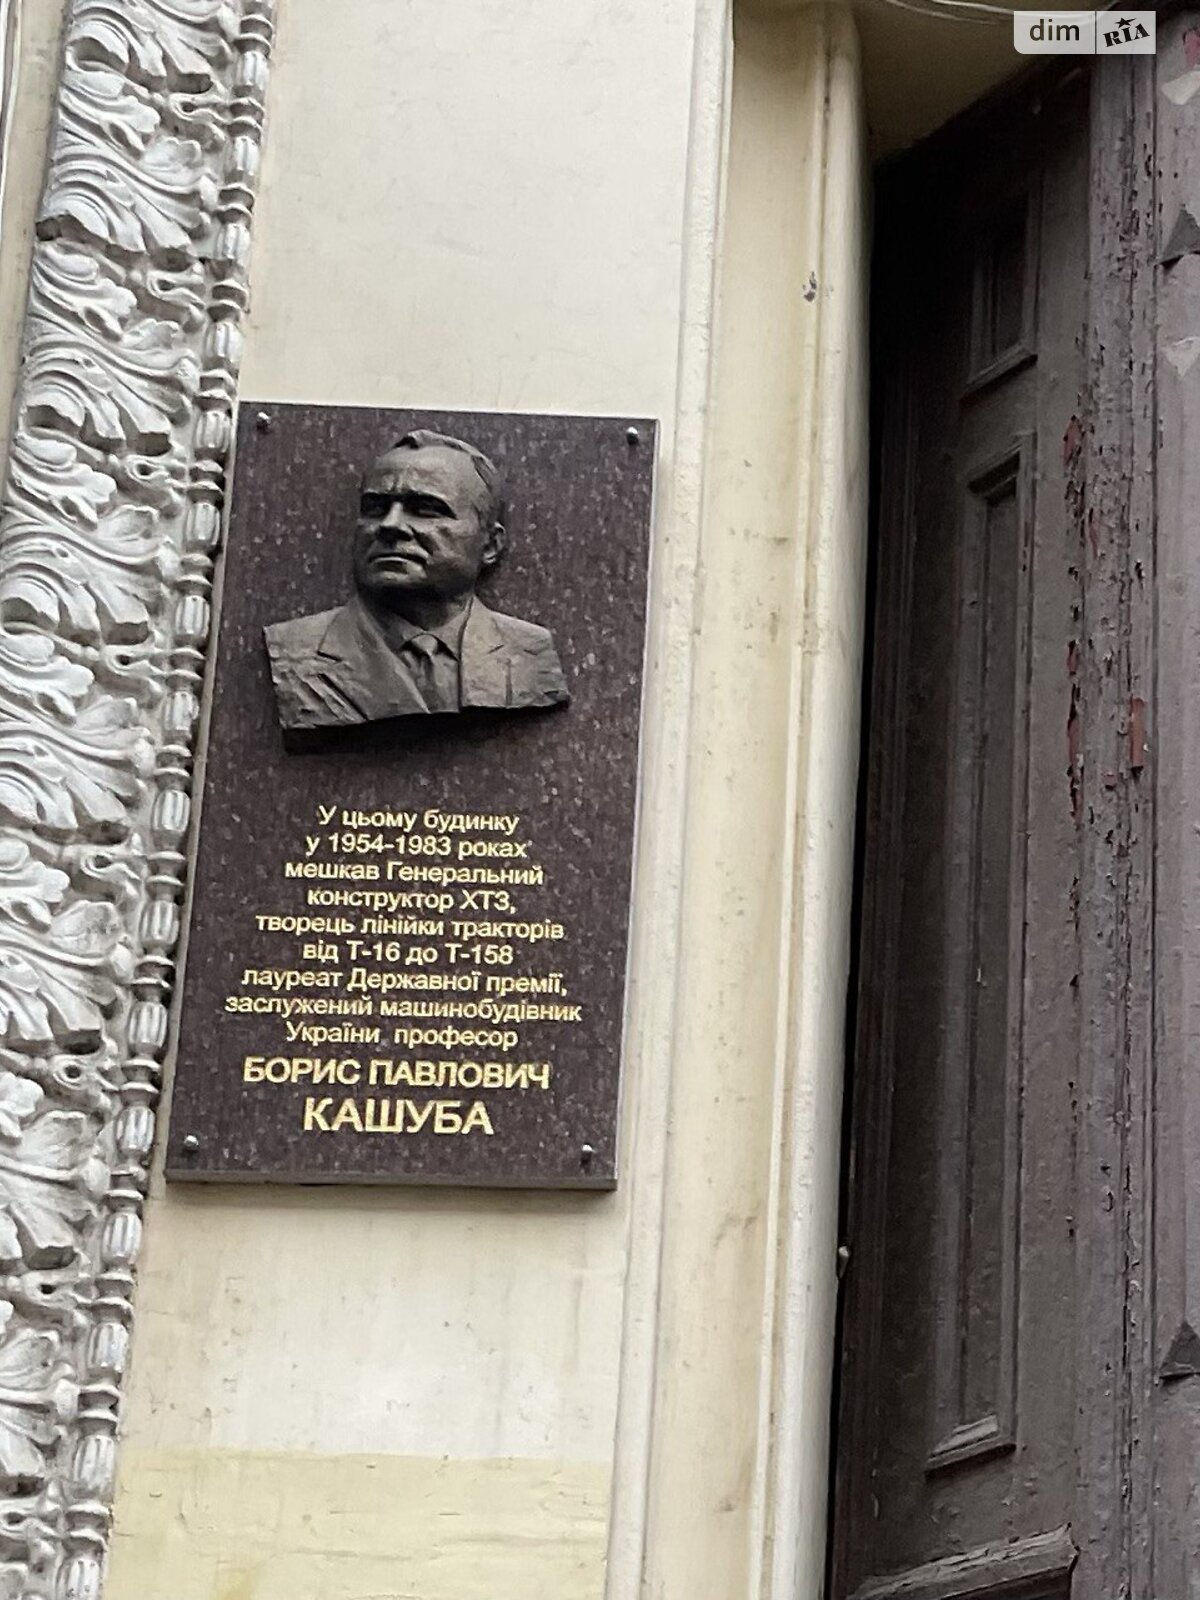 dim RIA
У цьому будинку
у 1954-1983 роках
мешкав Генеральний
конструктор ХТЗ,
творець лінійки тракторів
від Т-16 до Т-158
лауреат Державної премії,
заслужений машинобудівник
України, професор
БОРИС ПАВЛОВИЧ
КАШУБА